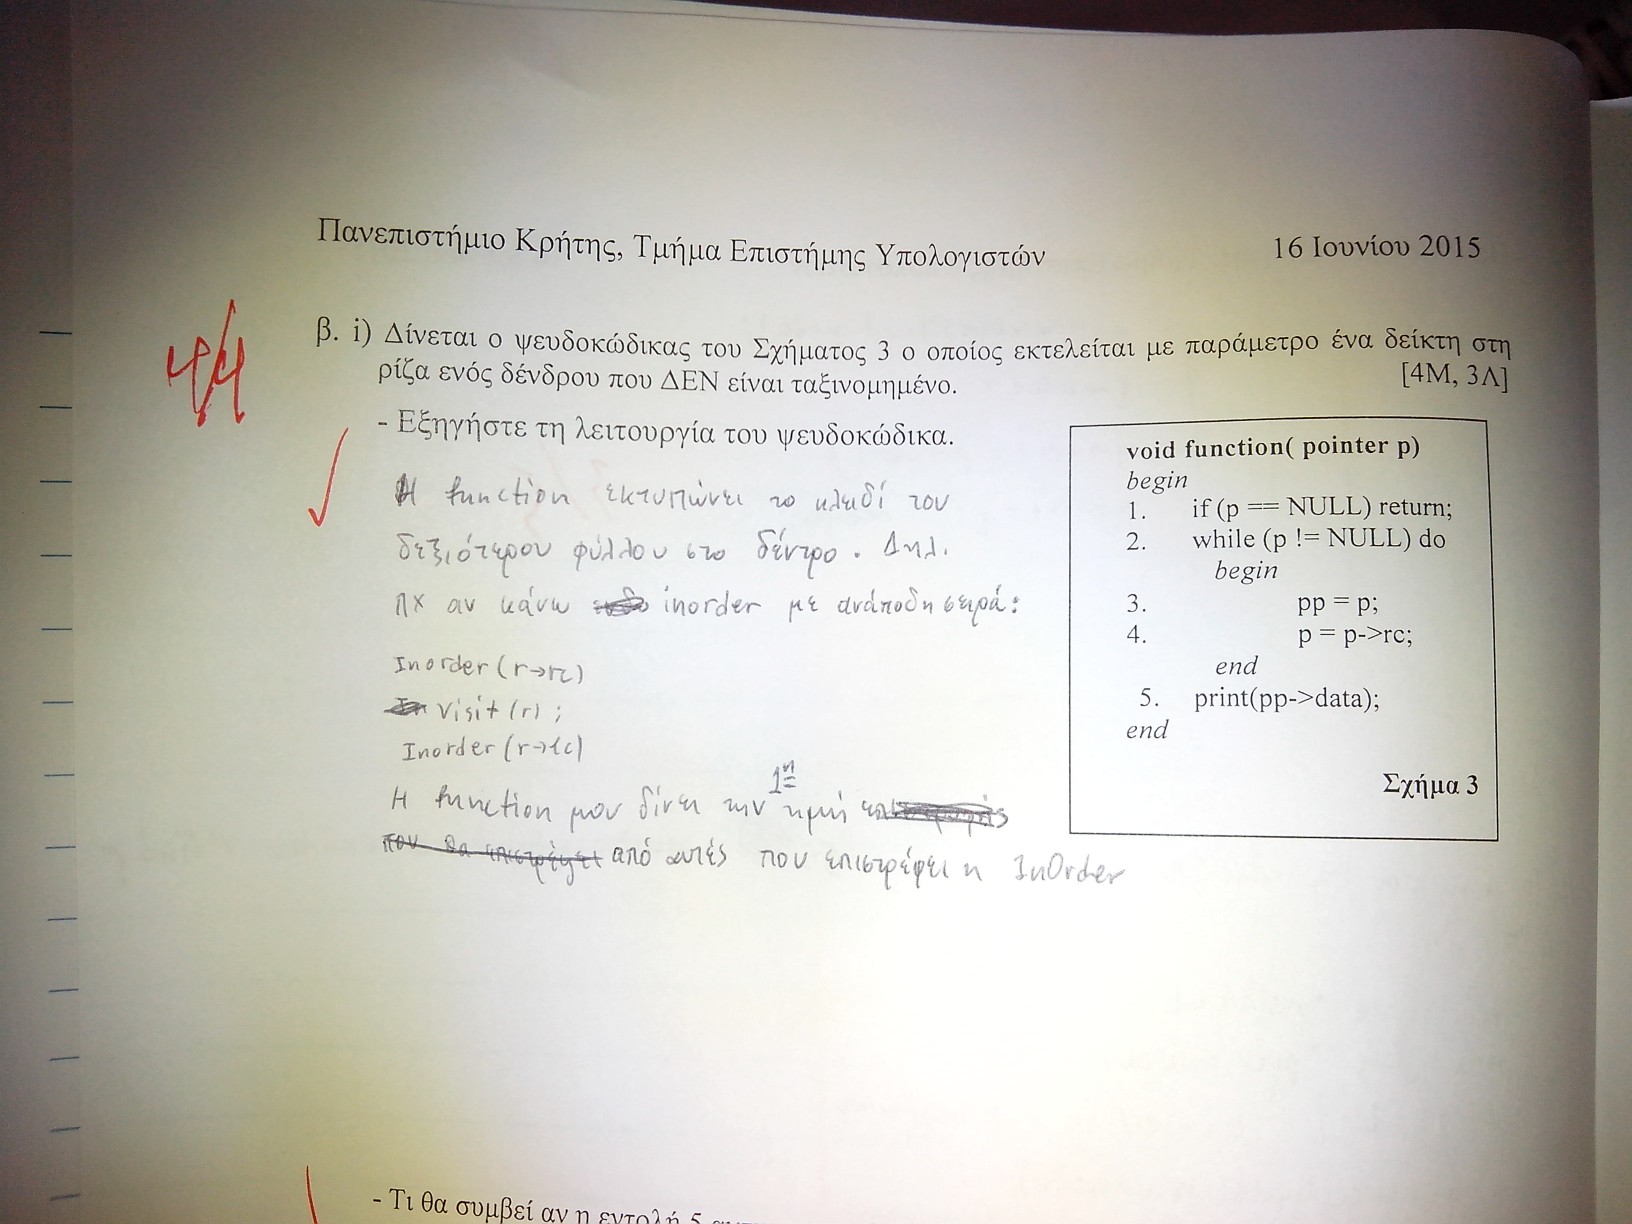 Πανεπιστήμιο Κρήτης, Τμήμα Επιστήμης Υπολογιστών 16 Ιουνίου 2015
4/4
β. i) Δίνεται ο ψευδοκώδικας του Σχήματος 3 ο οποίος εκτελείται με παράμετρο ένα δείκτη στη
ρίζα ενός δένδρου που ΔΕΝ είναι ταξινομημένο. [4Μ, 3Λ]
- Εξηγήστε τη λειτουργία του ψευδοκώδικα.
Η function εκτυπώνει το κλειδί του
δεξιότερου φύλλου στο δέντρο. Δηλ.
πχ αν κάνω inorder με ανάποδη σειρά:
Inorder(r→rc)
Visit(r);
Inorder(r→lc)
Η function μου δίνει την 1η τιμή
από αυτές που επιστρέφει η InOrder
void function( pointer p)
begin
1. if (p == NULL) return;
2. while (p != NULL) do
begin
3. pp = p;
4. p = p->rc;
end
5. print(pp->data);
end
Σχήμα 3
- Τι θα συμβεί αν η εντολή 5